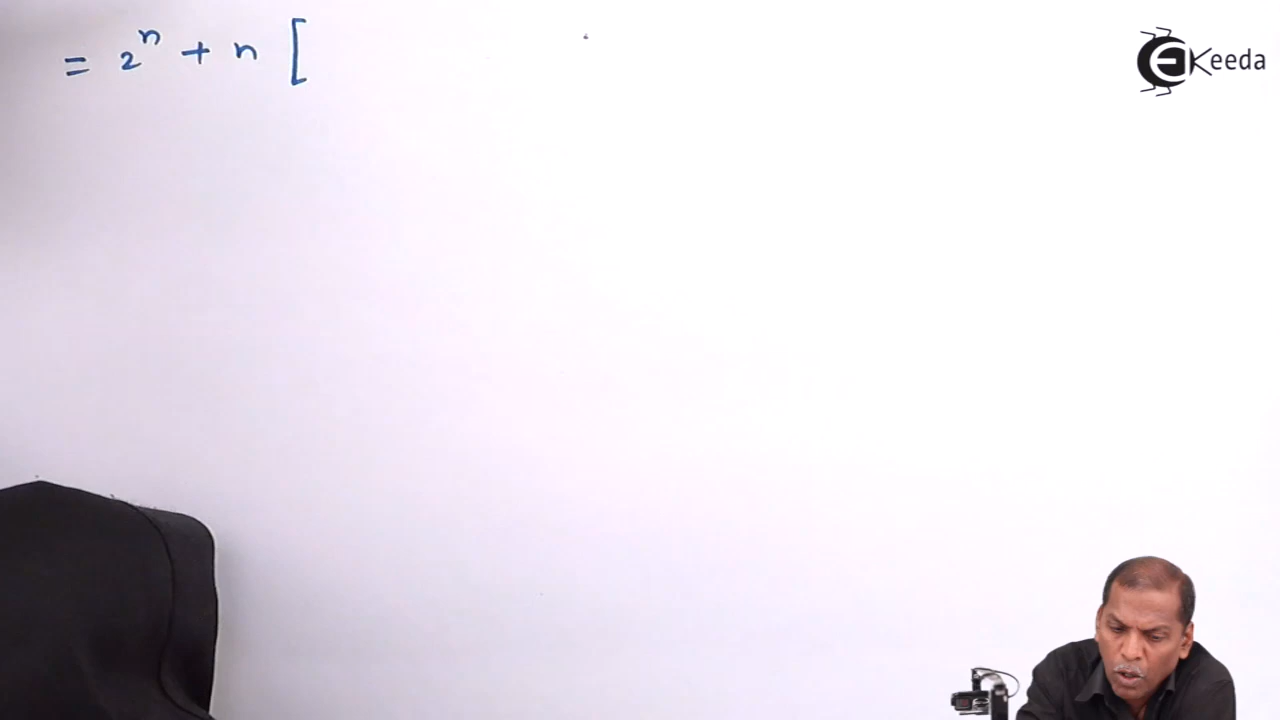 = 2^n + n [
EKeeda